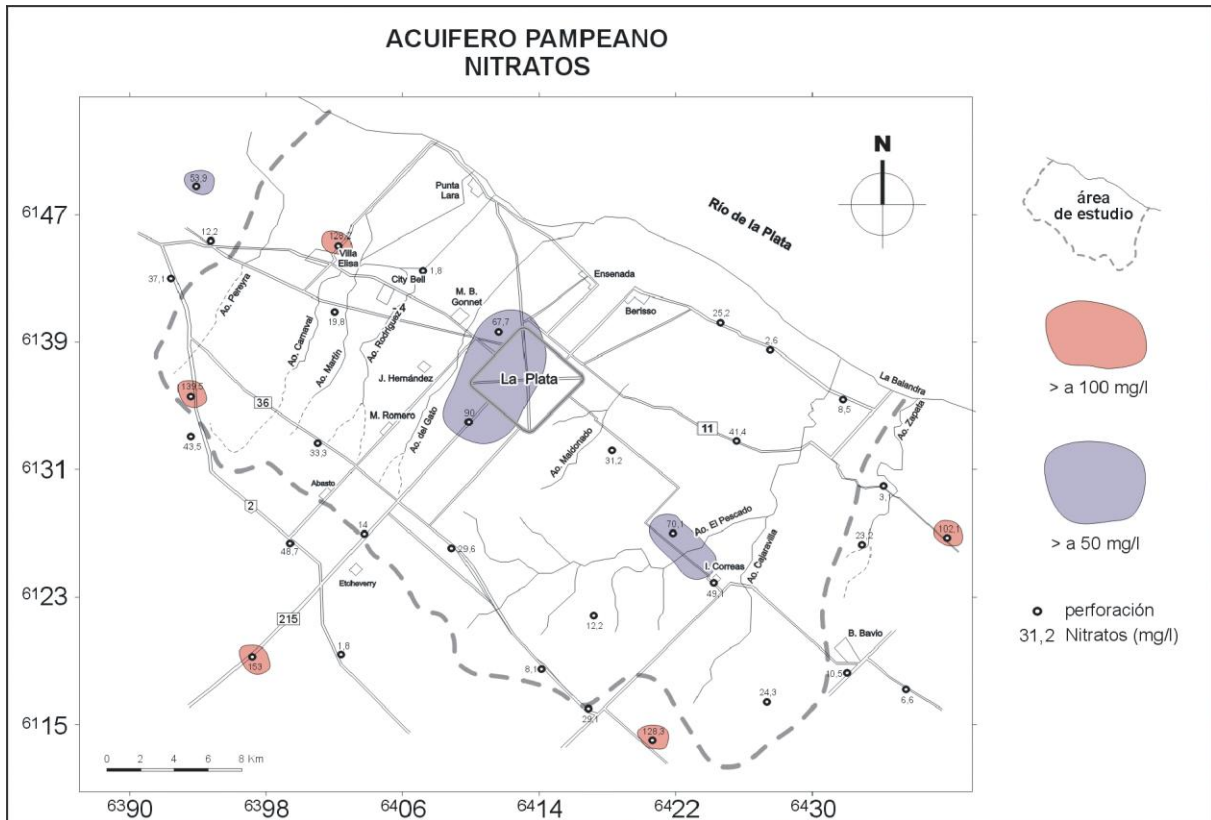 ACUIFERO PAMPEANO
NITRATOS
N
Río de la Plata
Punta
Lara
53,9
6147
12,2
Villa
Elisa
37,1
Ao. Pereyra
City Bell
1,8
Ensenada
M. B.
Gonnet
Berisso
4
19,8
Ao. Carnaval
Ao. Martín
Ao. Rodríguez
67,7
25,2
6139
2,6
La Plata
J. Hernández
La Balandra
139,5
36
M. Romero
Ao. del Gato
90
8,5
Ao. Zapata
11
41,4
43,5
33,3
Ao. Maldonado
31,2
6131
Abasto
2
3,1
14
70,1
Ao. El Pescado
102,1
48,7
29,6
23,2
Etcheverry
I. Correas
Ao. Cajaravilla
6123
49,1
215
12,2
B. Bavio
1,8
153
8,1
10,5
24,3
6,6
29,1
6115
128,3
0 2 4 6 8 Km
6390 6398 6406 6414 6422 6430
área
de estudio
> a 100 mg/l
> a 50 mg/l
perforación
31,2 Nitratos (mg/l)